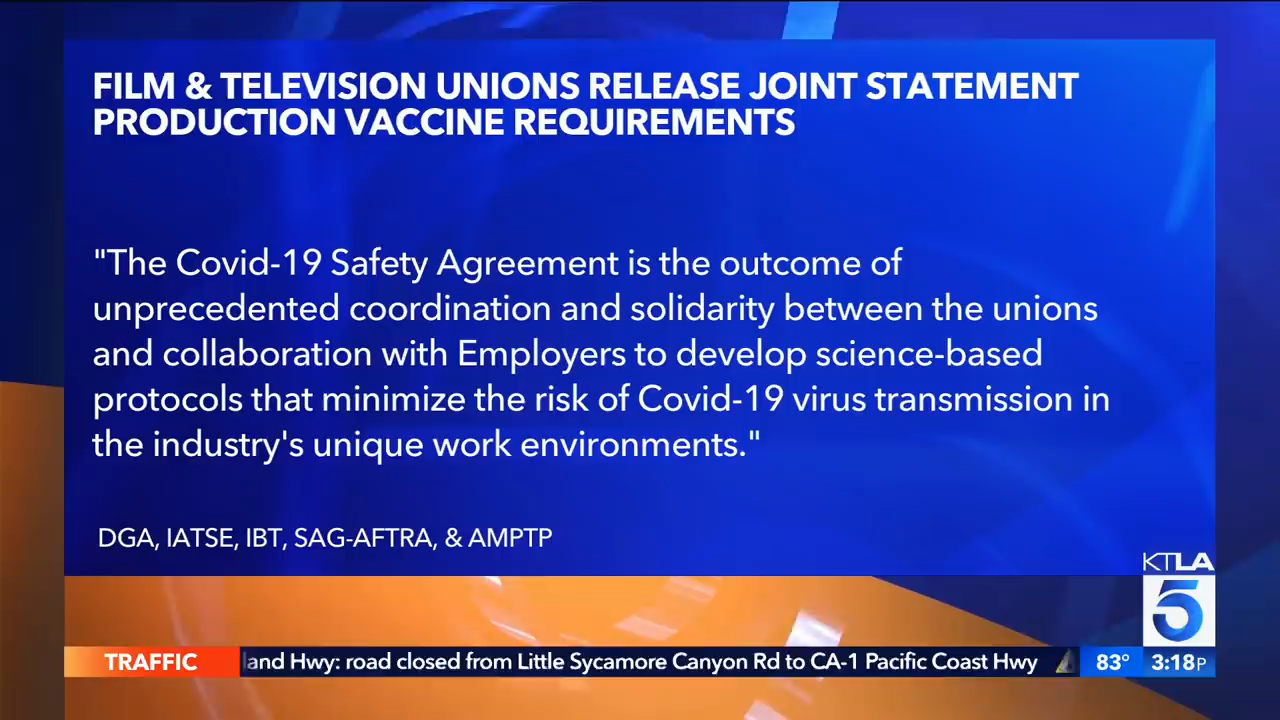 FILM & TELEVISION UNIONS RELEASE JOINT STATEMENT
PRODUCTION VACCINE REQUIREMENTS
"The Covid-19 Safety Agreement is the outcome of
unprecedented coordination and solidarity between the unions
and collaboration with Employers to develop science-based
protocols that minimize the risk of Covid-19 virus transmission in
the industry's unique work environments."
DGA, IATSE, IBT, SAG-AFTRA, & AMPTP
KTLA
5
TRAFFIC
and Hwy: road closed from Little Sycamore Canyon Rd to CA-1 Pacific Coast Hwy
83° 3:18P